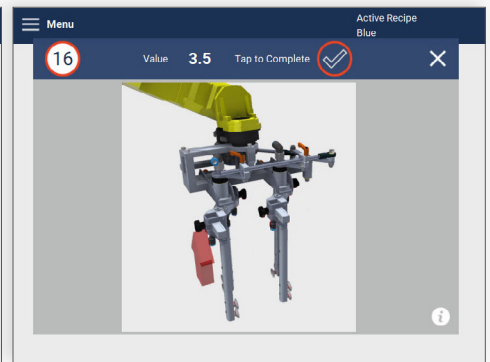 Menu
Active Recipe
Blue
16
Value 3.5 Tap to Complete
i